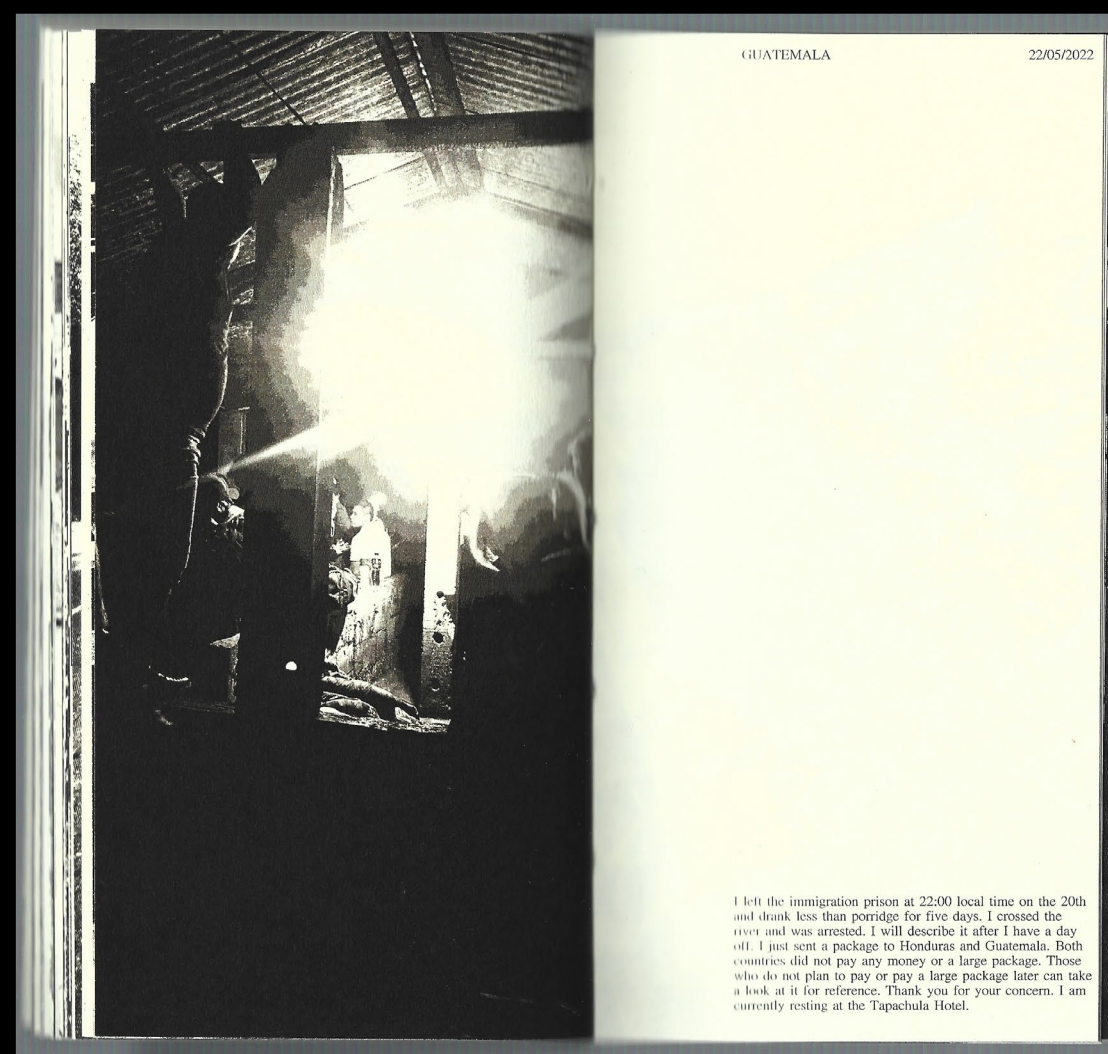 GUATEMALA 22/05/2022
I left the immigration prison at 22:00 local time on the 20th
and drank less than porridge for five days. I crossed the
river and was arrested. I will describe it after I have a day
off. I just sent a package to Honduras and Guatemala. Both
countries did not pay any money or a large package. Those
who do not plan to pay or pay a large package later can take
a look at it for reference. Thank you for your concern. I am
currently resting at the Tapachula Hotel.